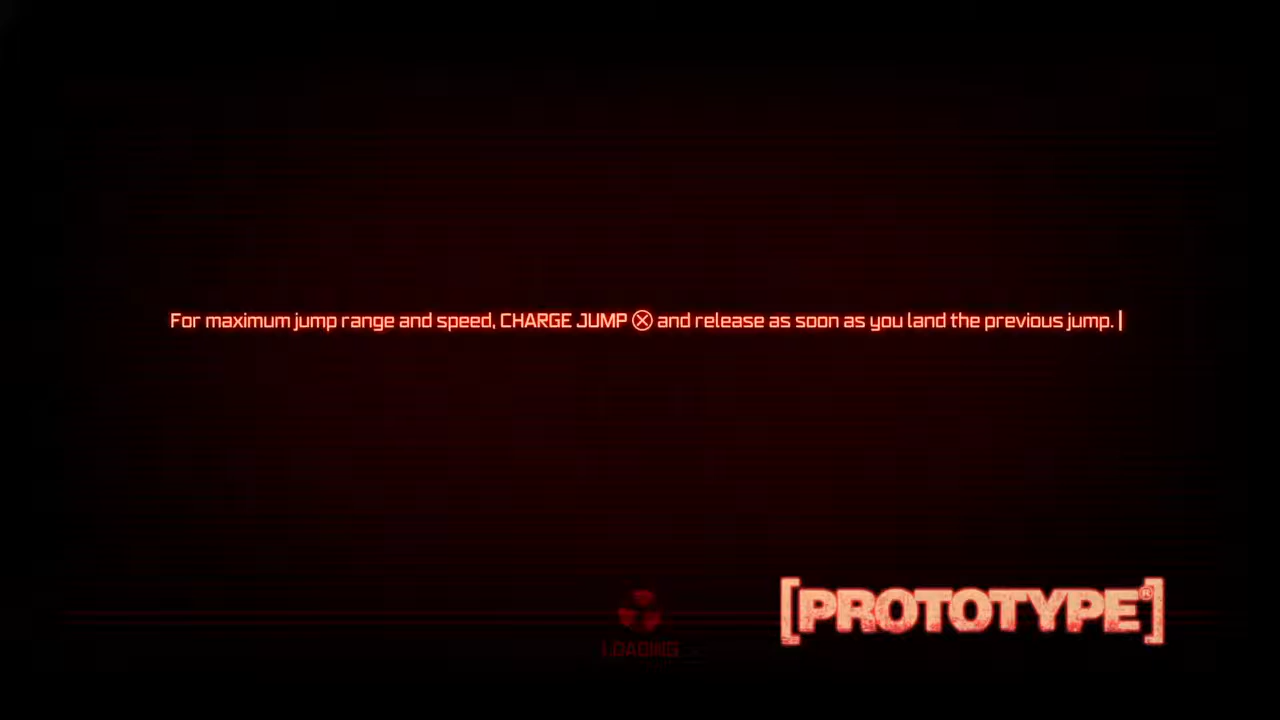 For maximum jump range and speed, CHARGE JUMP ⊗ and release as soon as you land the previous jump. |
[PROTOTYPE®]
LOADING